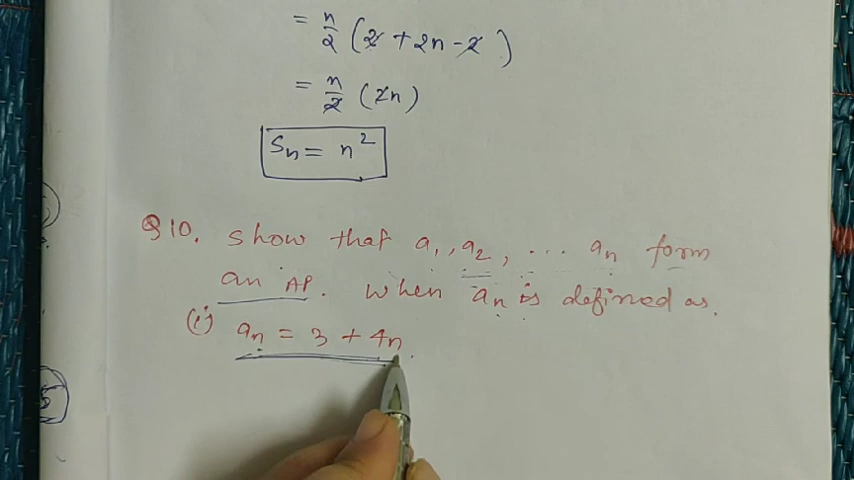 = n/2 (2 + 2n - 2)
= n/2 (2n)
Sn = n²
Q10. Show that a₁, a₂, ... an form
an AP. when an is defined as.
(i) an = 3 + 4n.